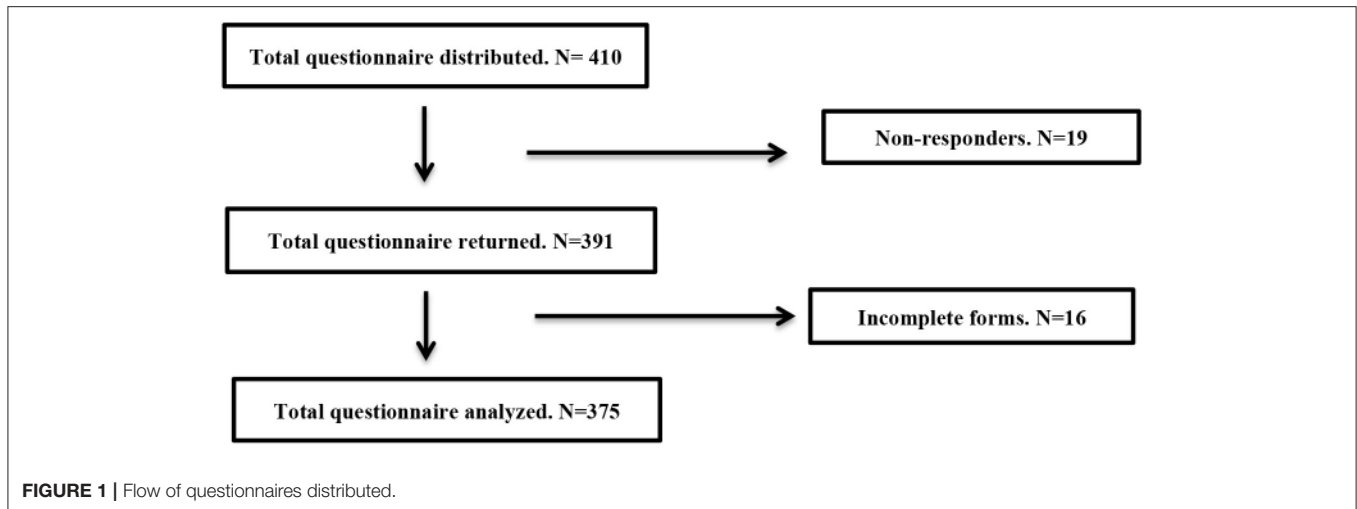 Total questionnaire distributed. N= 410
Non-responders. N=19
Total questionnaire returned. N=391
Incomplete forms. N=16
Total questionnaire analyzed. N=375
FIGURE 1 | Flow of questionnaires distributed.